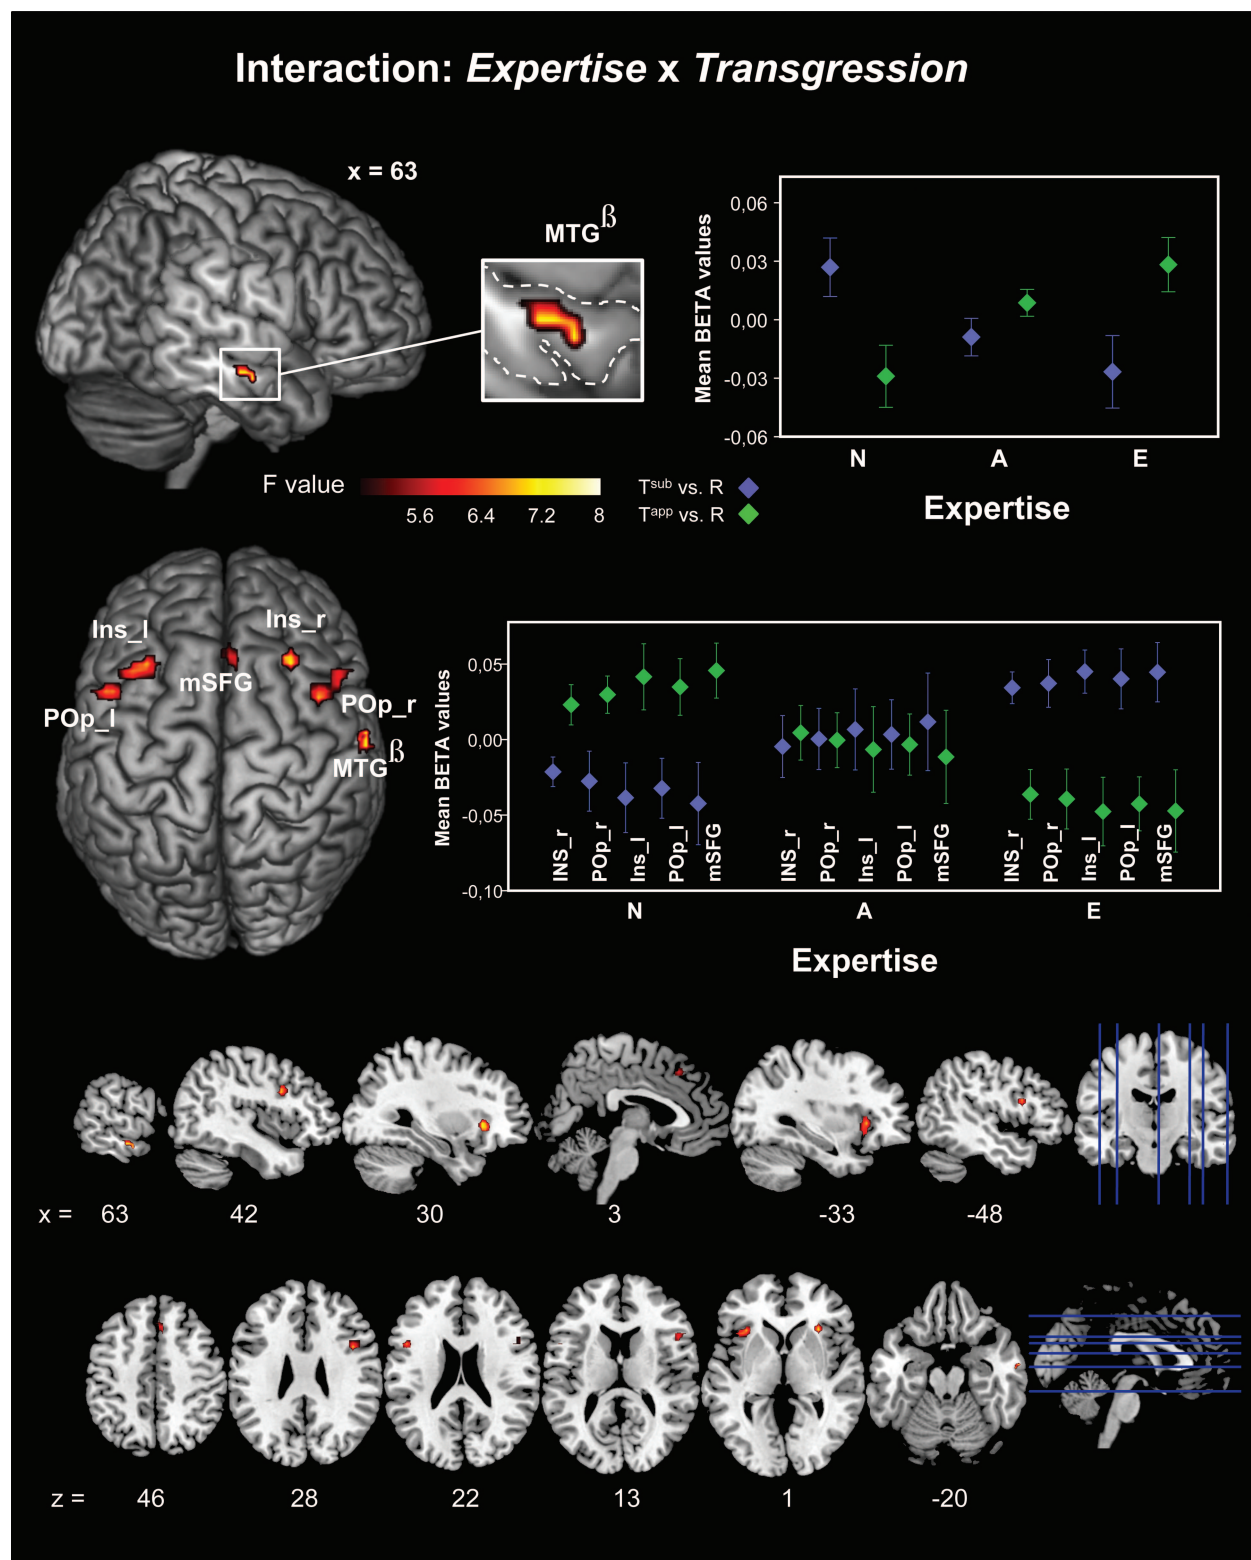 Interaction: Expertise x Transgression
x = 63
MTGβ
Mean BETA values
0,06
0,03
0,00
-0,03
-0,06
N A E
Expertise
F value
5.6 6.4 7.2 8
Tsub vs. R
Tapp vs. R
Ins_l
Ins_r
mSFG
POp_l
POp_r
MTGβ
Mean BETA values
0,05
0,00
-0,05
-0,10
INS_r POp_r Ins_l POp_l mSFG
INS_r POp_r Ins_l POp_l mSFG
INS_r POp_r Ins_l POp_l mSFG
N A E
Expertise
x = 63 42 30 3 -33 -48
z = 46 28 22 13 1 -20